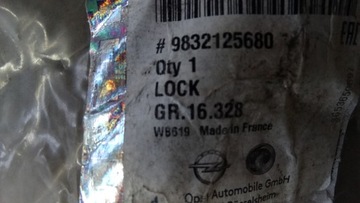 # 9832125680
Qty 1
LOCK
GR.16.328
W8619 Made in France
Opel Automobile GmbH